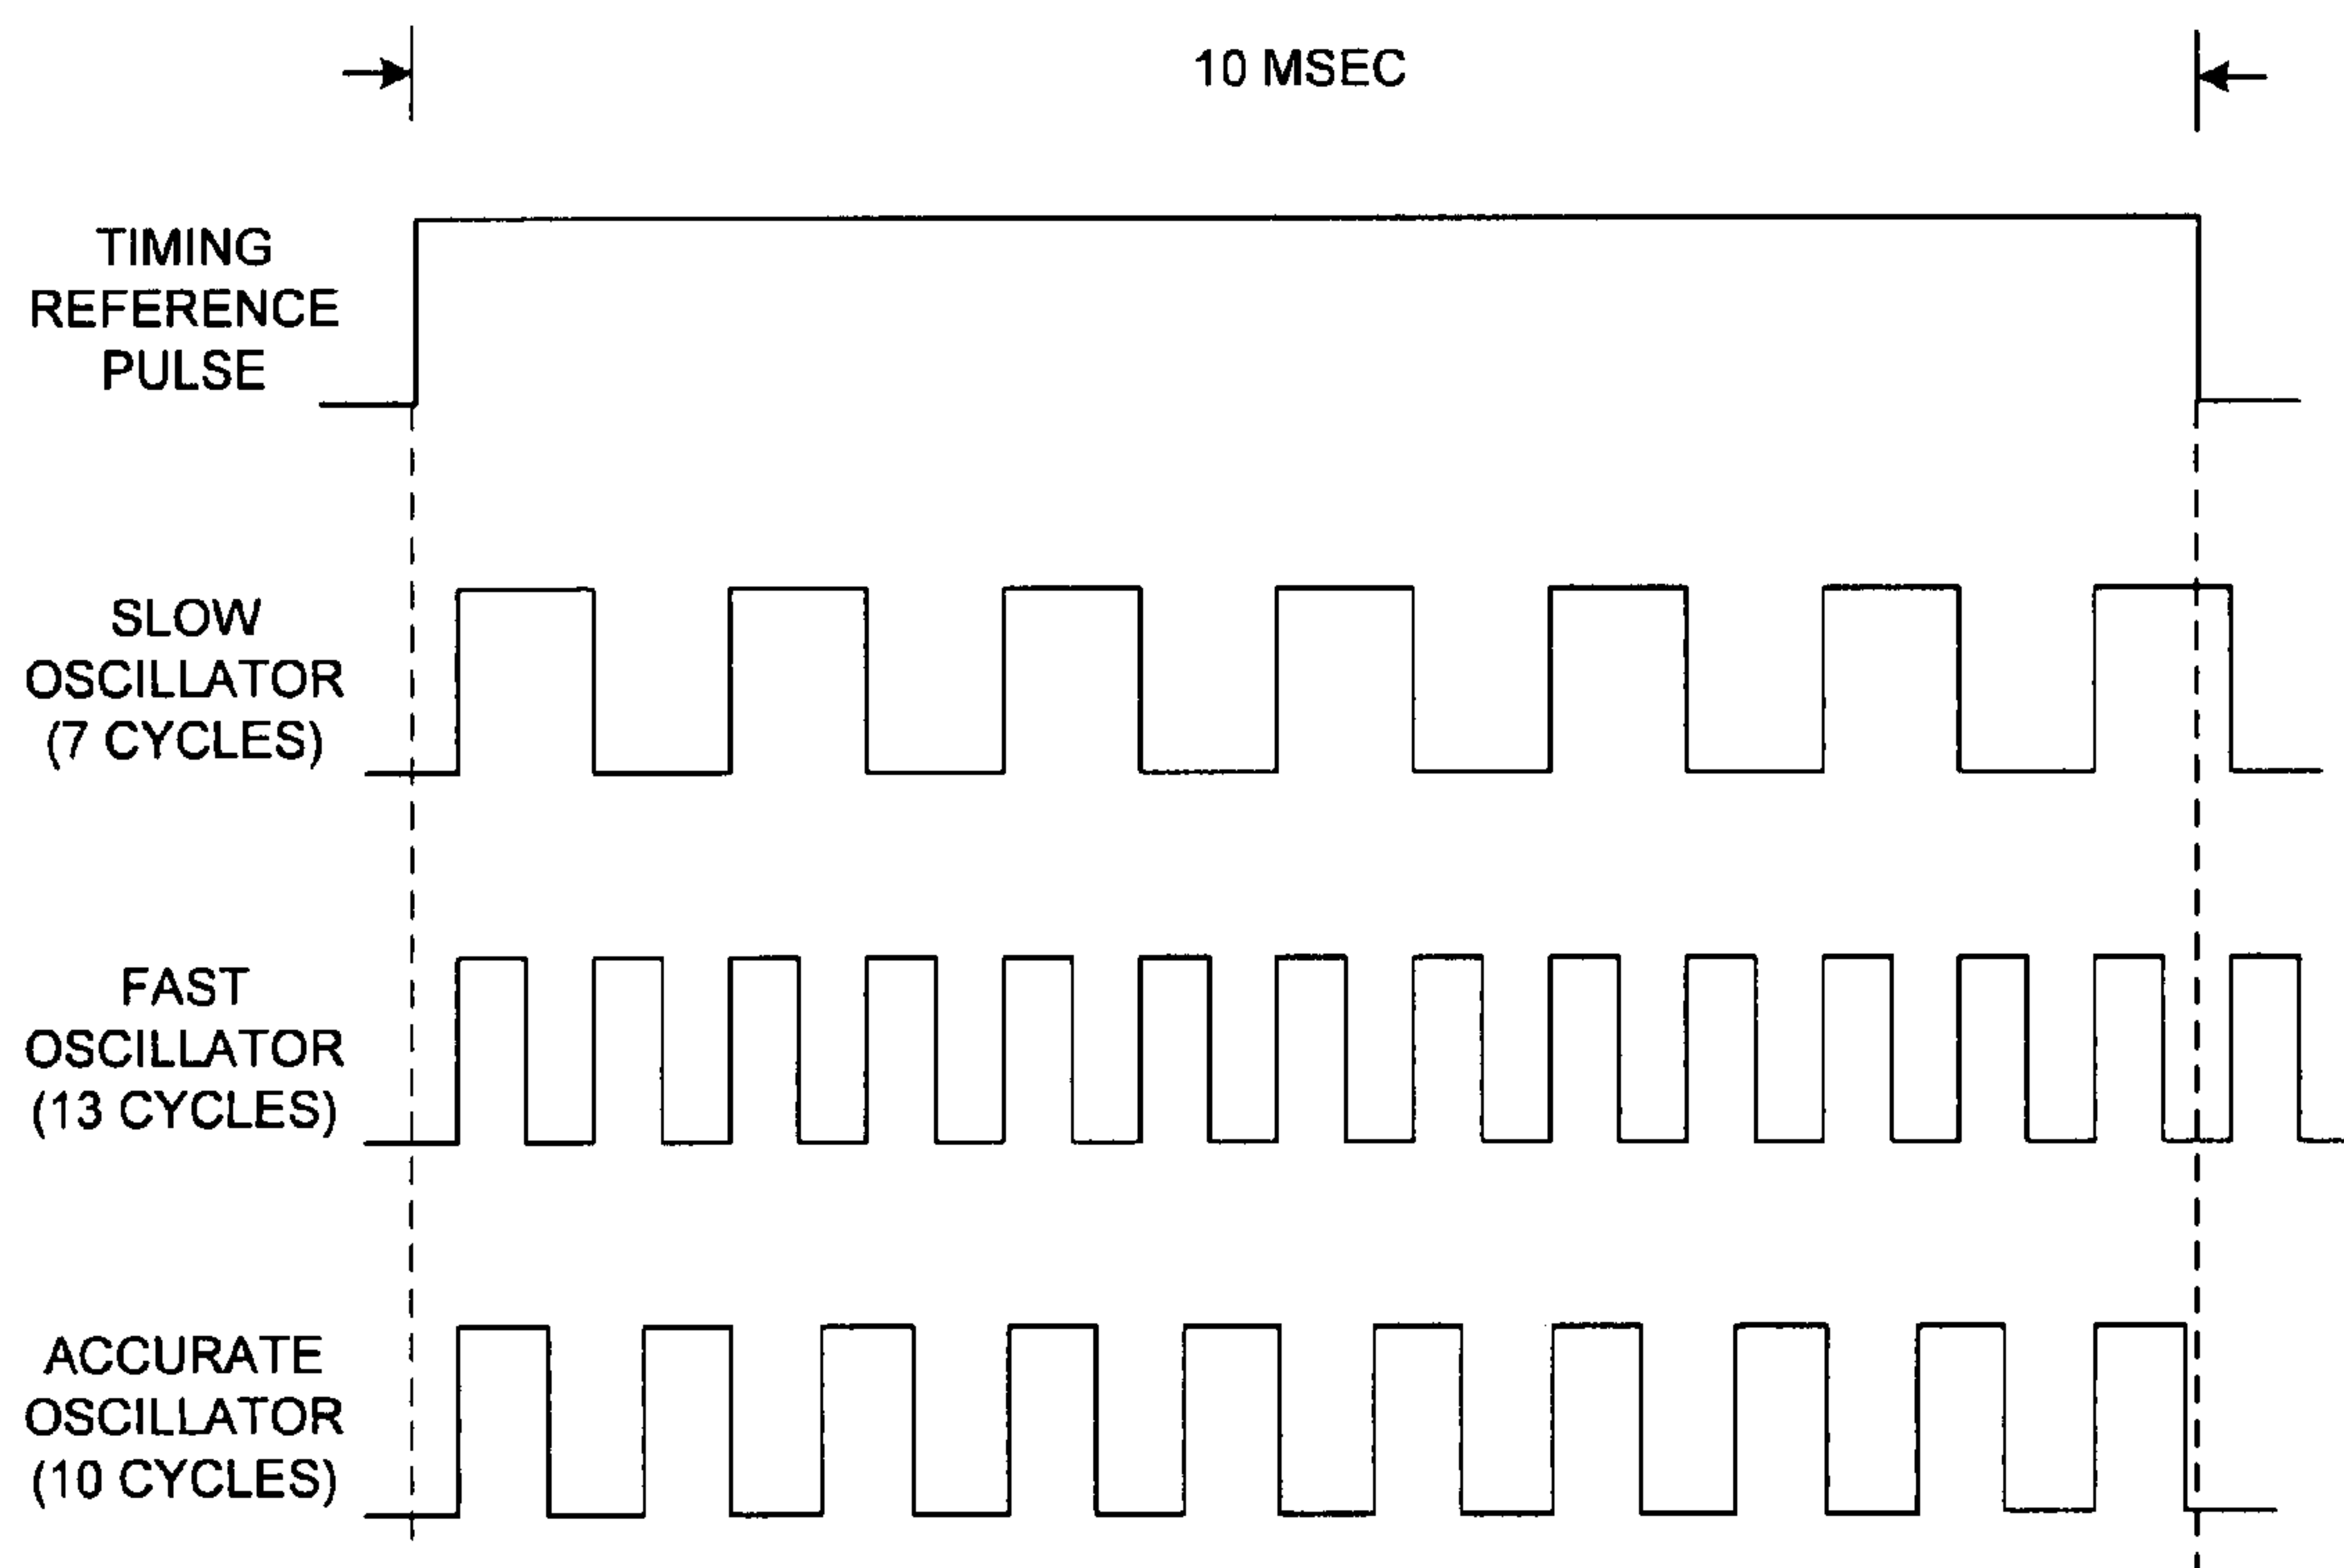 10 MSEC
TIMING
REFERENCE
PULSE
SLOW
OSCILLATOR
(7 CYCLES)
FAST
OSCILLATOR
(13 CYCLES)
ACCURATE
OSCILLATOR
(10 CYCLES)